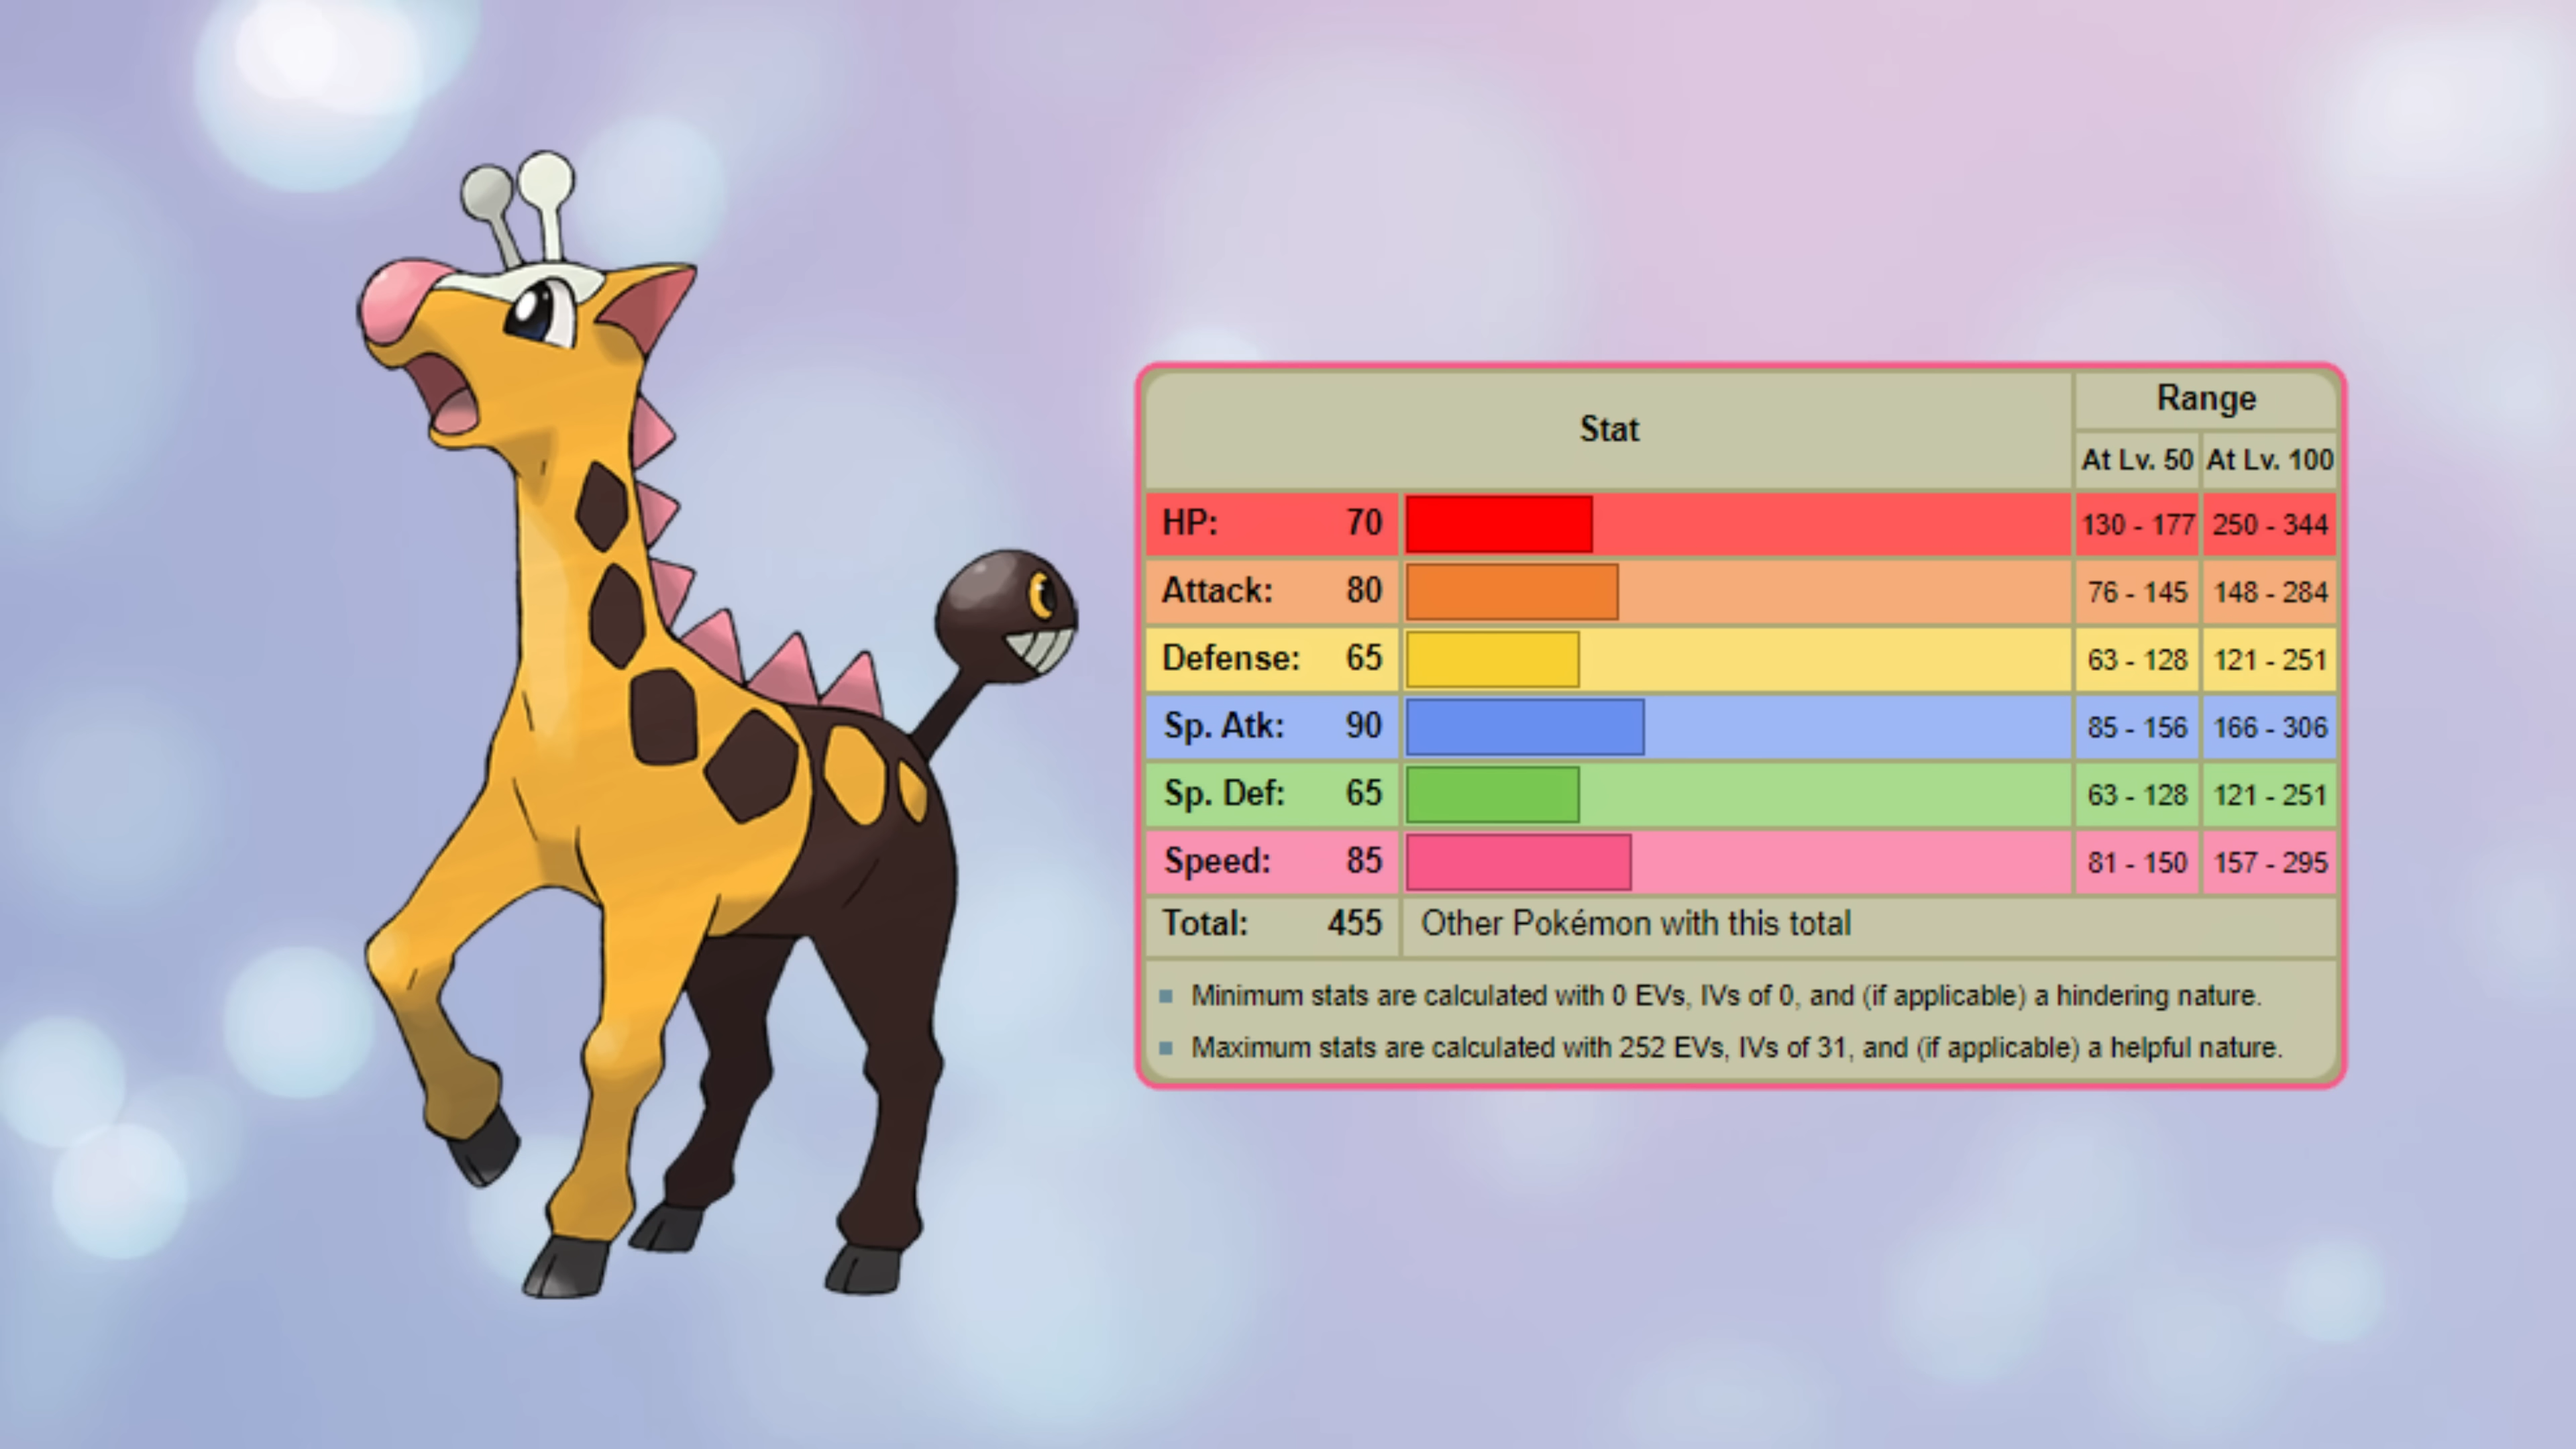 Stat
Range
At Lv. 50 At Lv. 100
HP: 70 130 - 177 250 - 344
Attack: 80 76 - 145 148 - 284
Defense: 65 63 - 128 121 - 251
Sp. Atk: 90 85 - 156 166 - 306
Sp. Def: 65 63 - 128 121 - 251
Speed: 85 81 - 150 157 - 295
Total: 455 Other Pokémon with this total
Minimum stats are calculated with 0 EVs, IVs of 0, and (if applicable) a hindering nature.
Maximum stats are calculated with 252 EVs, IVs of 31, and (if applicable) a helpful nature.